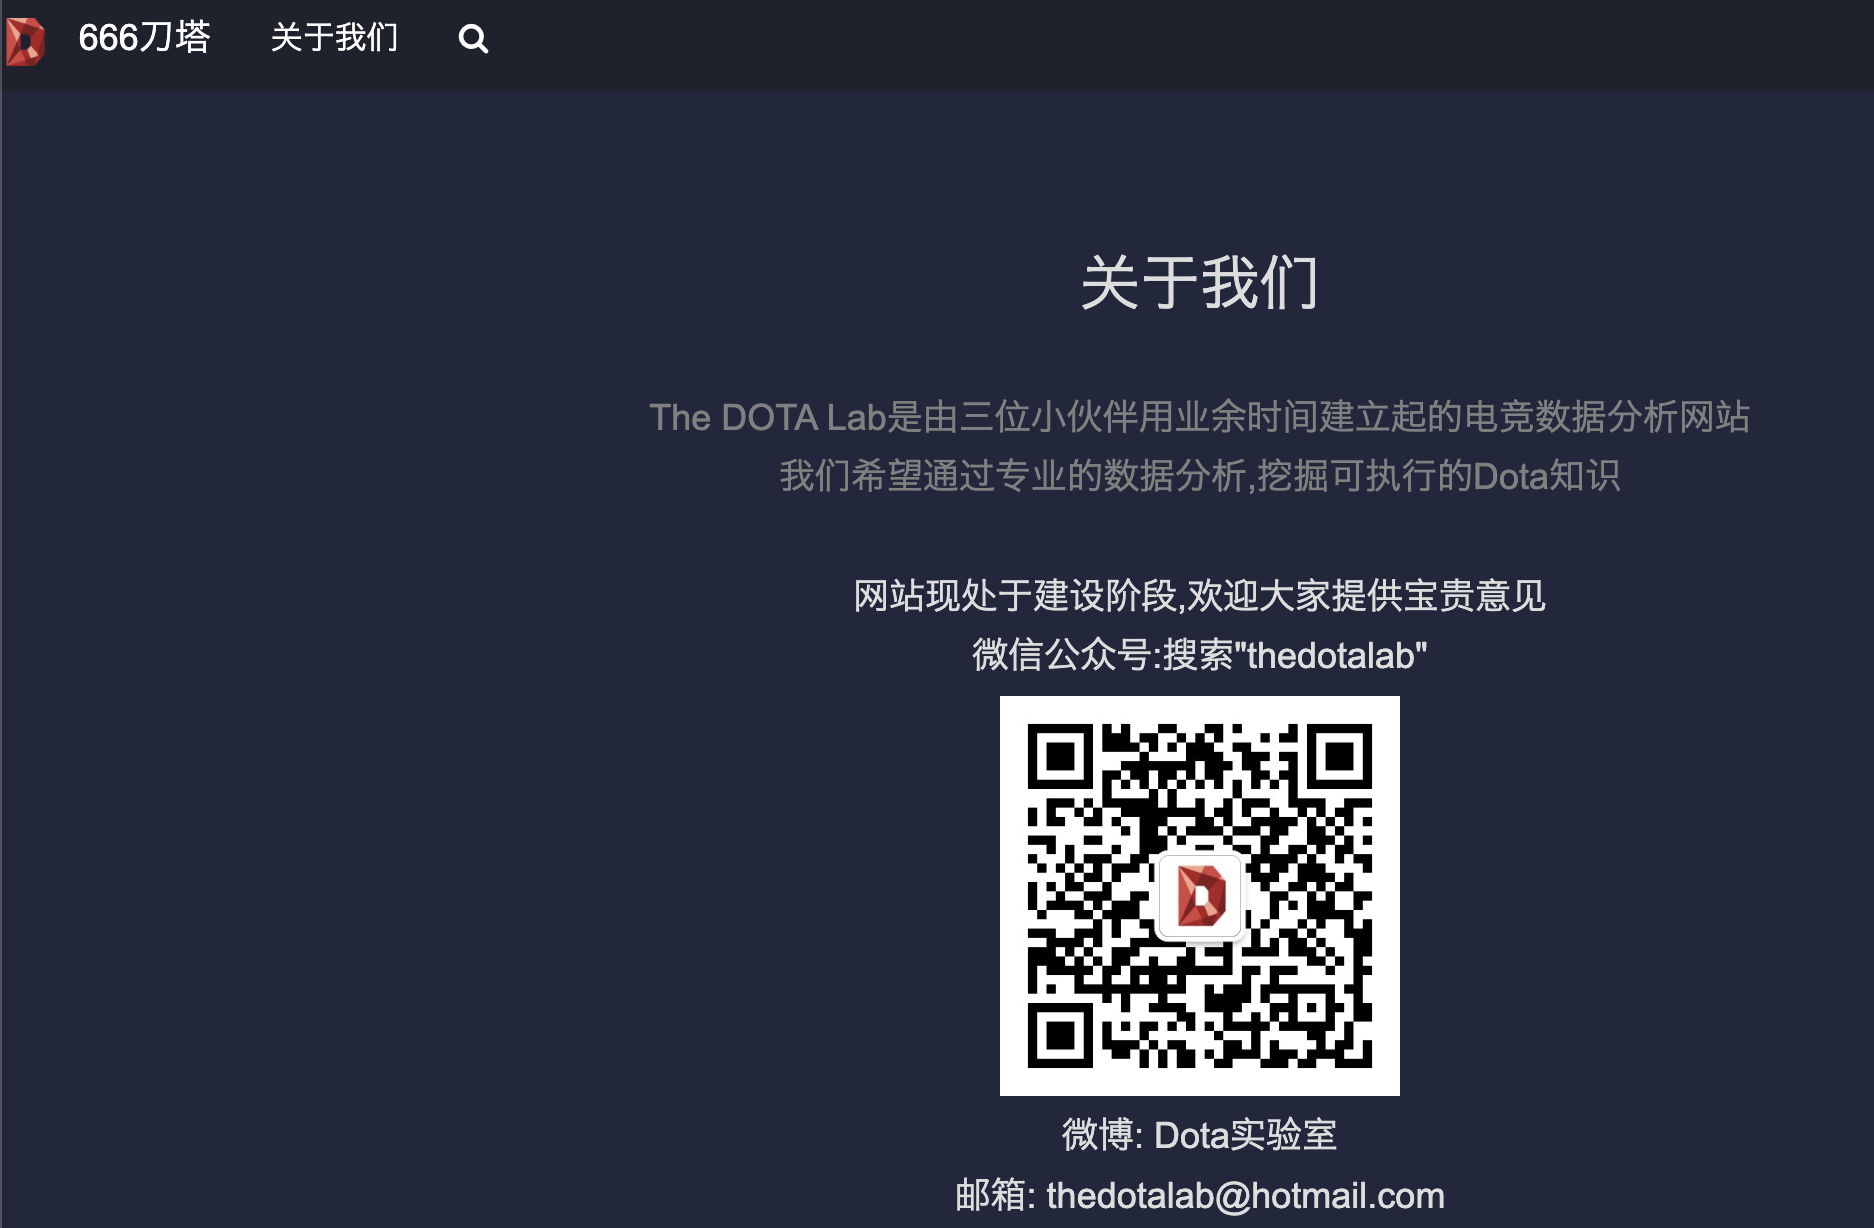 666刀塔 关于我们
关于我们
The DOTA Lab是由三位小伙伴用业余时间建立起的电竞数据分析网站
我们希望通过专业的数据分析,挖掘可执行的Dota知识
网站现处于建设阶段,欢迎大家提供宝贵意见
微信公众号:搜索"thedotalab"
微博: Dota实验室
邮箱: thedotalab@hotmail.com